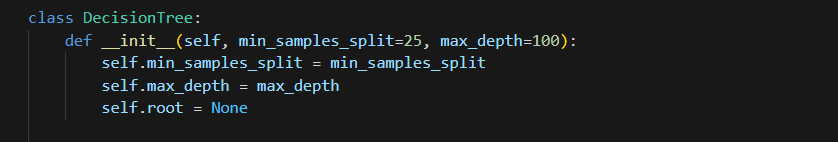 class DecisionTree:
    def __init__(self, min_samples_split=25, max_depth=100):
        self.min_samples_split = min_samples_split
        self.max_depth = max_depth
        self.root = None